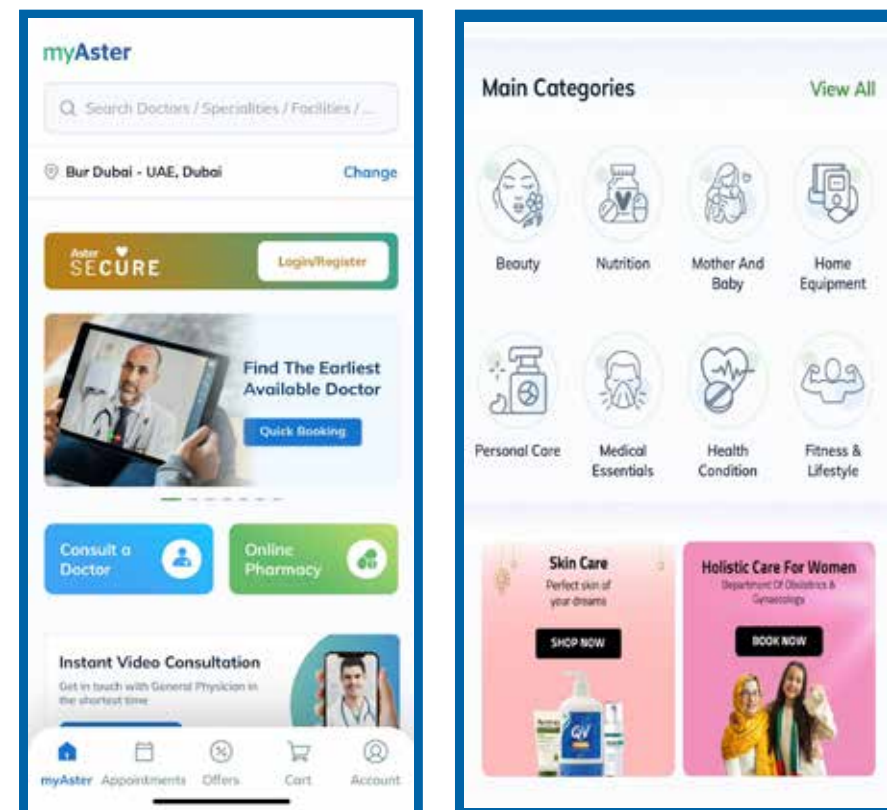 myAster
Search Doctors / Specialities / Facilities / ...
Bur Dubai - UAE, Dubai
Change
Aster
SECURE
Login/Register
Find The Earliest
Available Doctor
Quick Booking
Consult a
Doctor
Online
Pharmacy
Instant Video Consultation
Get in touch with General Physician in
the shortest time
myAster
Appointments
Offers
Cart
Account
Main Categories
View All
Beauty
Nutrition
Mother And
Baby
Home
Equipment
Personal Care
Medical
Essentials
Health
Condition
Fitness &
Lifestyle
Skin Care
Perfect skin of
your dreams
SHOP NOW
QV
Holistic Care For Women
Department Of Obstetrics &
Gynaecology
BOOK NOW